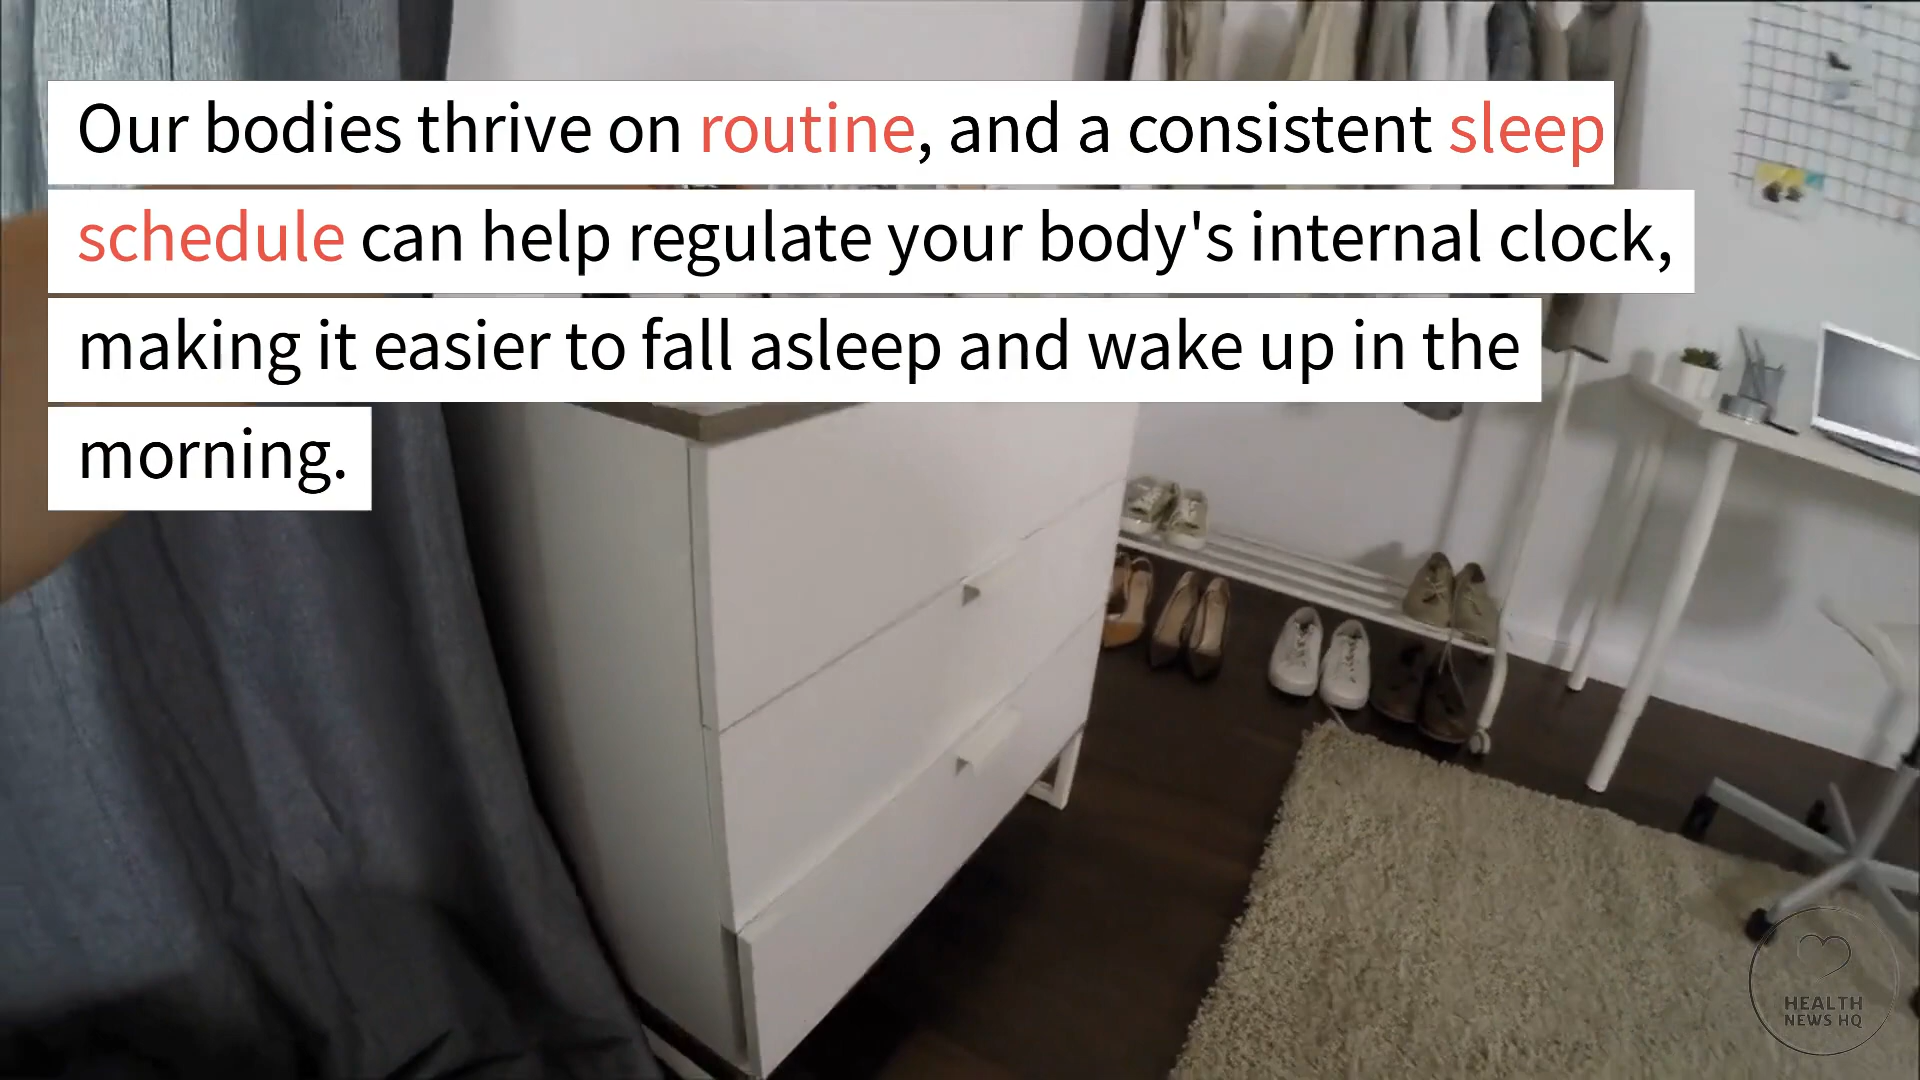 Our bodies thrive on routine, and a consistent sleep
schedule can help regulate your body's internal clock,
making it easier to fall asleep and wake up in the
morning.
HEALTH
NEWS HQ